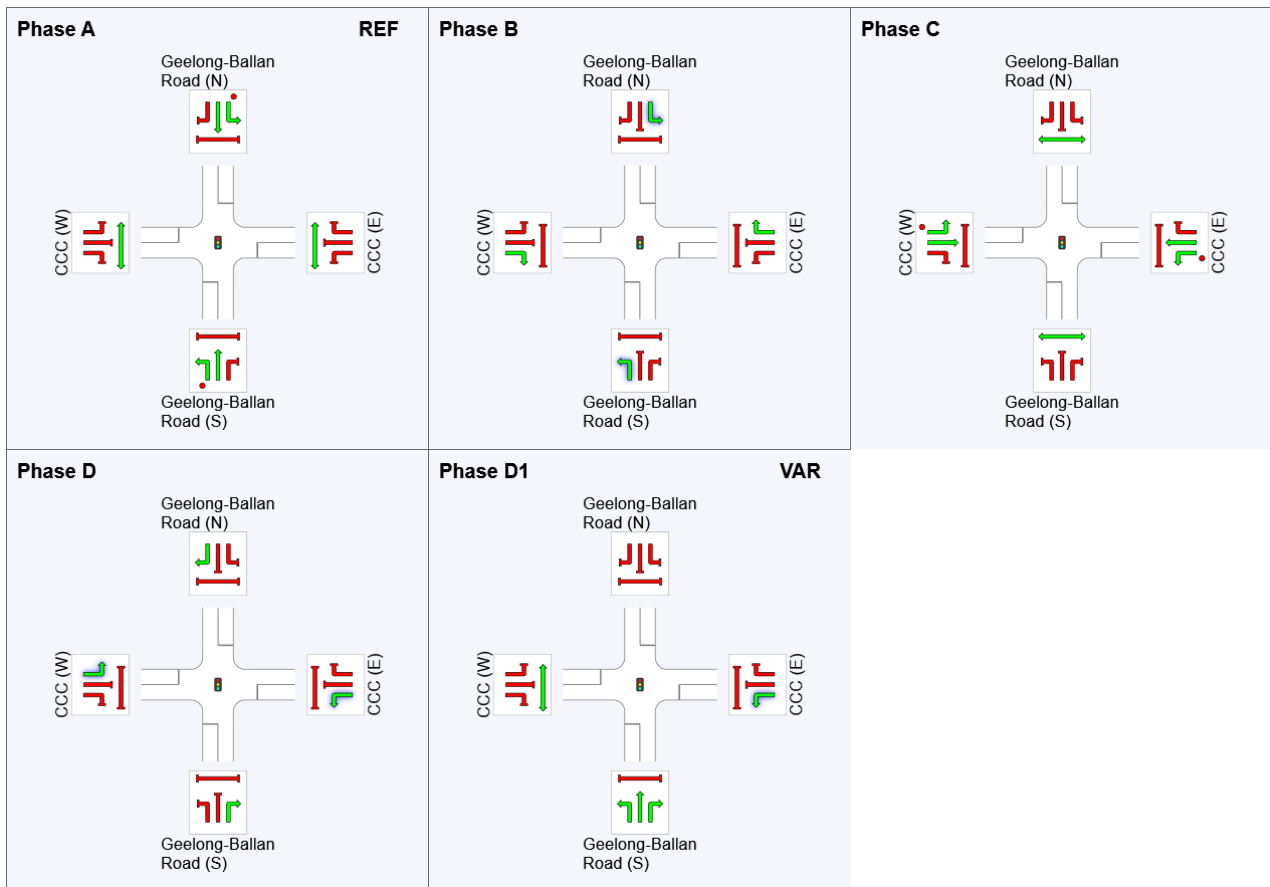 Phase A REF
Geelong-Ballan
Road (N)
CCC (W)
CCC (E)
Geelong-Ballan
Road (S)
Phase B
Geelong-Ballan
Road (N)
CCC (W)
CCC (E)
Geelong-Ballan
Road (S)
Phase C
Geelong-Ballan
Road (N)
CCC (W)
CCC (E)
Geelong-Ballan
Road (S)
Phase D
Geelong-Ballan
Road (N)
CCC (W)
CCC (E)
Geelong-Ballan
Road (S)
Phase D1 VAR
Geelong-Ballan
Road (N)
CCC (W)
CCC (E)
Geelong-Ballan
Road (S)